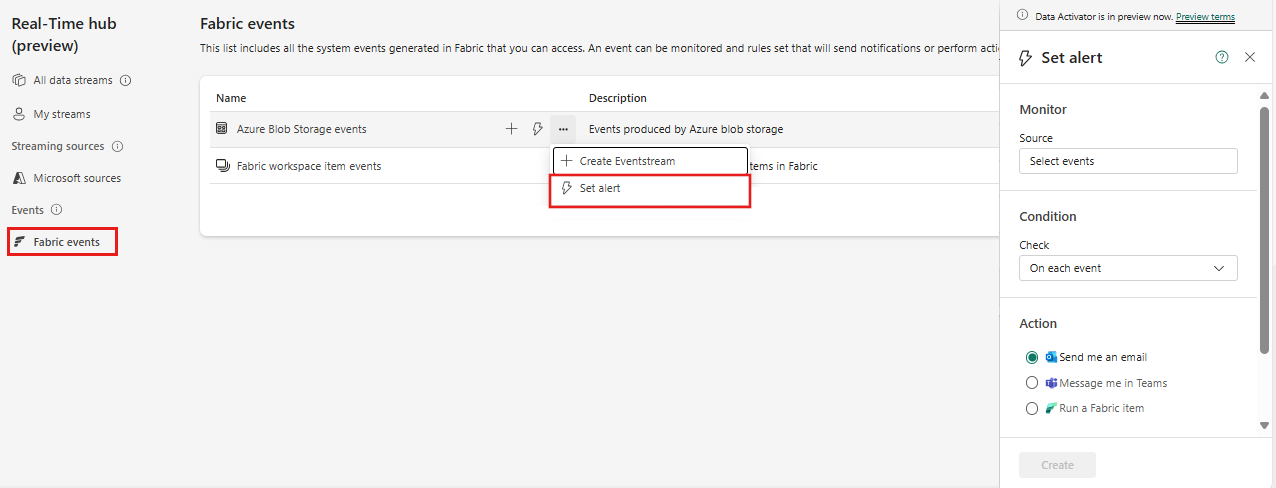 Real-Time hub
(preview)
All data streams
My streams
Streaming sources
Microsoft sources
Events
Fabric events
Fabric events
This list includes all the system events generated in Fabric that you can access. An event can be monitored and rules set that will send notifications or perform actio
Name Description
Azure Blob Storage events Events produced by Azure blob storage
Create Eventstream
Fabric workspace item events tems in Fabric
Set alert
Data Activator is in preview now. Preview terms
Set alert
Monitor
Source
Select events
Condition
Check
On each event
Action
Send me an email
Message me in Teams
Run a Fabric item
Create